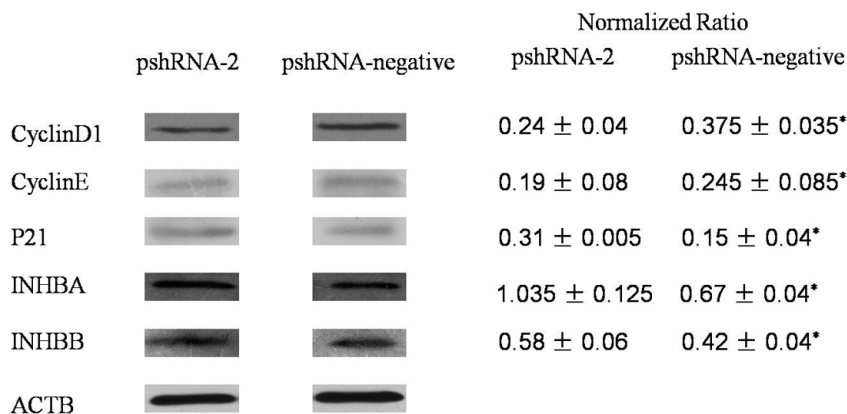 Normalized Ratio
pshRNA-2 pshRNA-negative pshRNA-2 pshRNA-negative
CyclinD1 0.24 ± 0.04 0.375 ± 0.035*
CyclinE 0.19 ± 0.08 0.245 ± 0.085*
P21 0.31 ± 0.005 0.15 ± 0.04*
INHBA 1.035 ± 0.125 0.67 ± 0.04*
INHBB 0.58 ± 0.06 0.42 ± 0.04*
ACTB